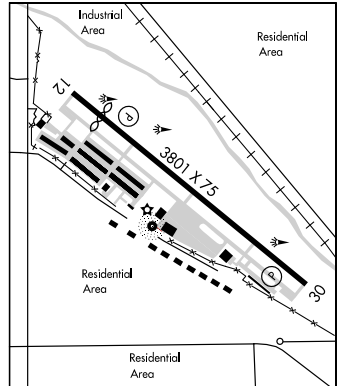 Industrial
Area
Residential
Area
12
P
3801 X 75
P
30
Residential
Area
Residential
Area